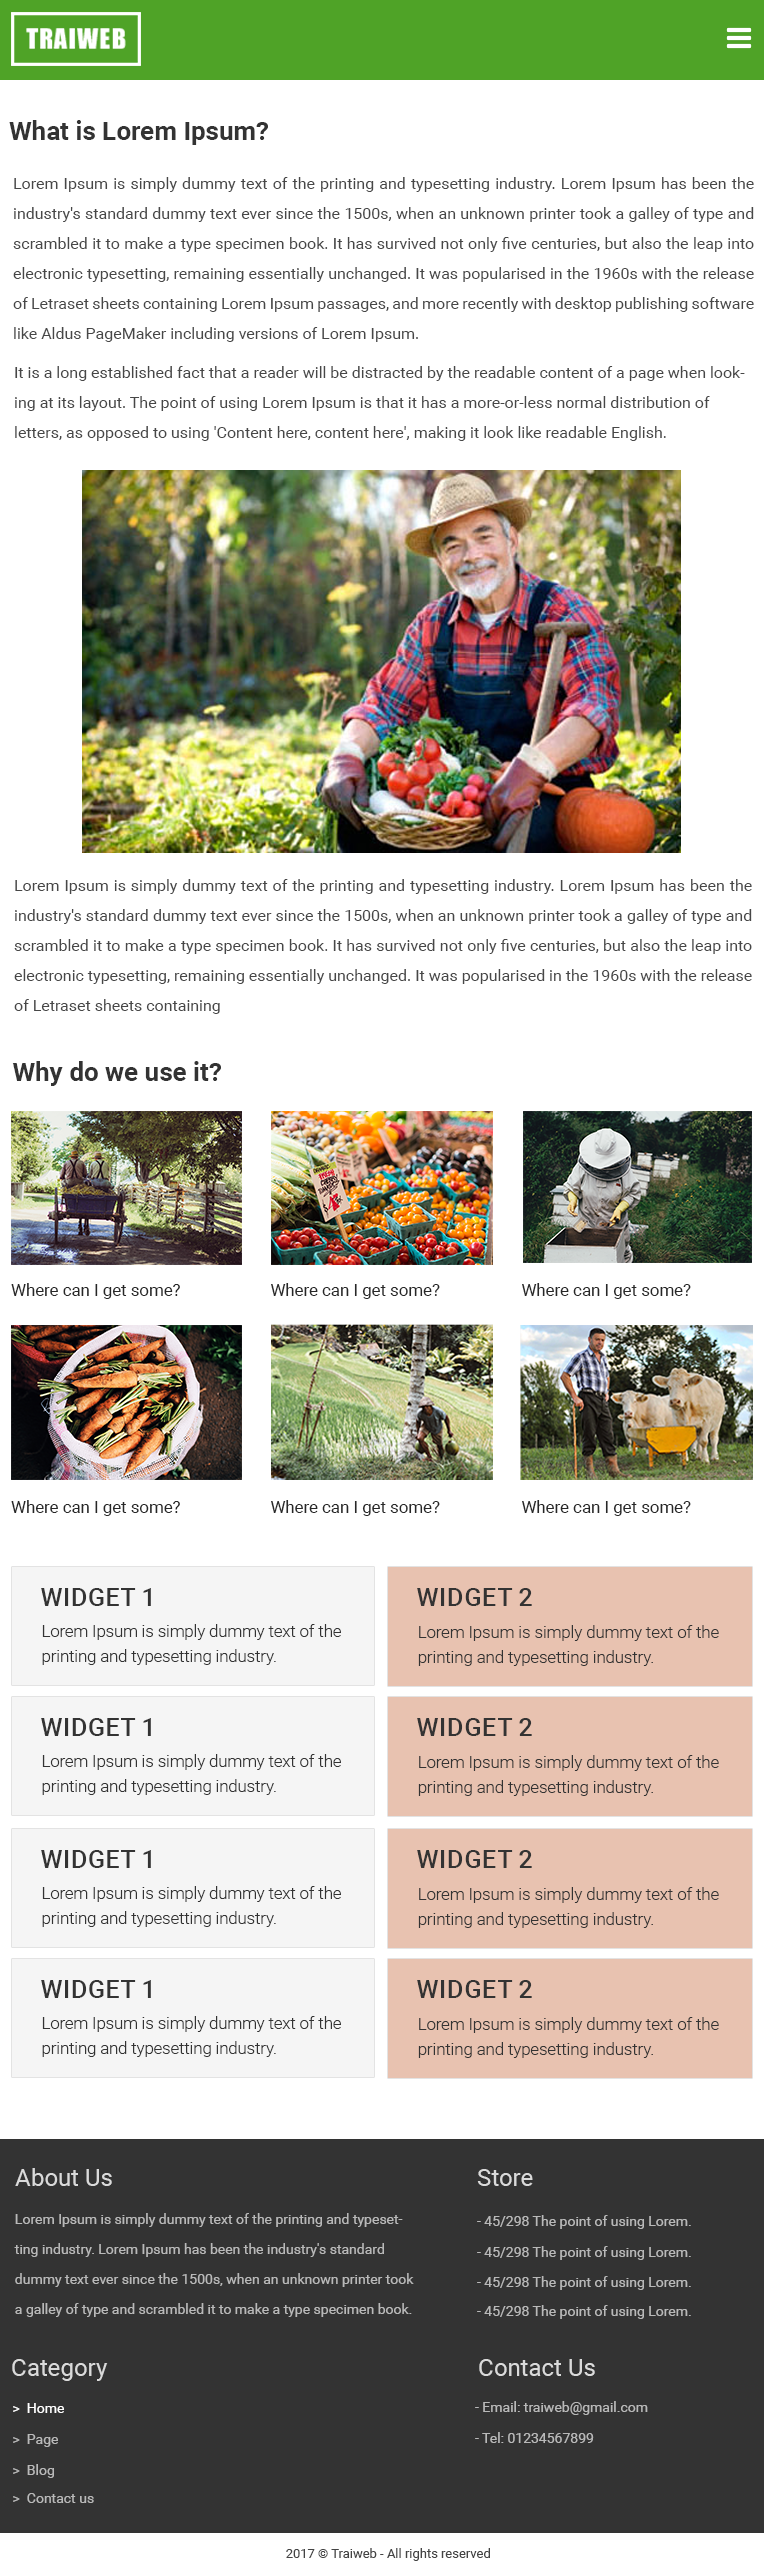 TRAIWEB
What is Lorem Ipsum?
Lorem Ipsum is simply dummy text of the printing and typesetting industry. Lorem Ipsum has been the
industry's standard dummy text ever since the 1500s, when an unknown printer took a galley of type and
scrambled it to make a type specimen book. It has survived not only five centuries, but also the leap into
electronic typesetting, remaining essentially unchanged. It was popularised in the 1960s with the release
of Letraset sheets containing Lorem Ipsum passages, and more recently with desktop publishing software
like Aldus PageMaker including versions of Lorem Ipsum.
It is a long established fact that a reader will be distracted by the readable content of a page when look-
ing at its layout. The point of using Lorem Ipsum is that it has a more-or-less normal distribution of
letters, as opposed to using 'Content here, content here', making it look like readable English.
Lorem Ipsum is simply dummy text of the printing and typesetting industry. Lorem Ipsum has been the
industry's standard dummy text ever since the 1500s, when an unknown printer took a galley of type and
scrambled it to make a type specimen book. It has survived not only five centuries, but also the leap into
electronic typesetting, remaining essentially unchanged. It was popularised in the 1960s with the release
of Letraset sheets containing
Why do we use it?
Where can I get some?
Where can I get some?
Where can I get some?
Where can I get some?
Where can I get some?
Where can I get some?
WIDGET 1
Lorem Ipsum is simply dummy text of the
printing and typesetting industry.
WIDGET 2
Lorem Ipsum is simply dummy text of the
printing and typesetting industry.
WIDGET 1
Lorem Ipsum is simply dummy text of the
printing and typesetting industry.
WIDGET 2
Lorem Ipsum is simply dummy text of the
printing and typesetting industry.
WIDGET 1
Lorem Ipsum is simply dummy text of the
printing and typesetting industry.
WIDGET 2
Lorem Ipsum is simply dummy text of the
printing and typesetting industry.
WIDGET 1
Lorem Ipsum is simply dummy text of the
printing and typesetting industry.
WIDGET 2
Lorem Ipsum is simply dummy text of the
printing and typesetting industry.
About Us
Lorem Ipsum is simply dummy text of the printing and typeset-
ting industry. Lorem Ipsum has been the industry's standard
dummy text ever since the 1500s, when an unknown printer took
a galley of type and scrambled it to make a type specimen book.
Store
- 45/298 The point of using Lorem.
- 45/298 The point of using Lorem.
- 45/298 The point of using Lorem.
- 45/298 The point of using Lorem.
Category
> Home
> Page
> Blog
> Contact us
Contact Us
- Email: traiweb@gmail.com
- Tel: 01234567899
2017 © Traiweb - All rights reserved